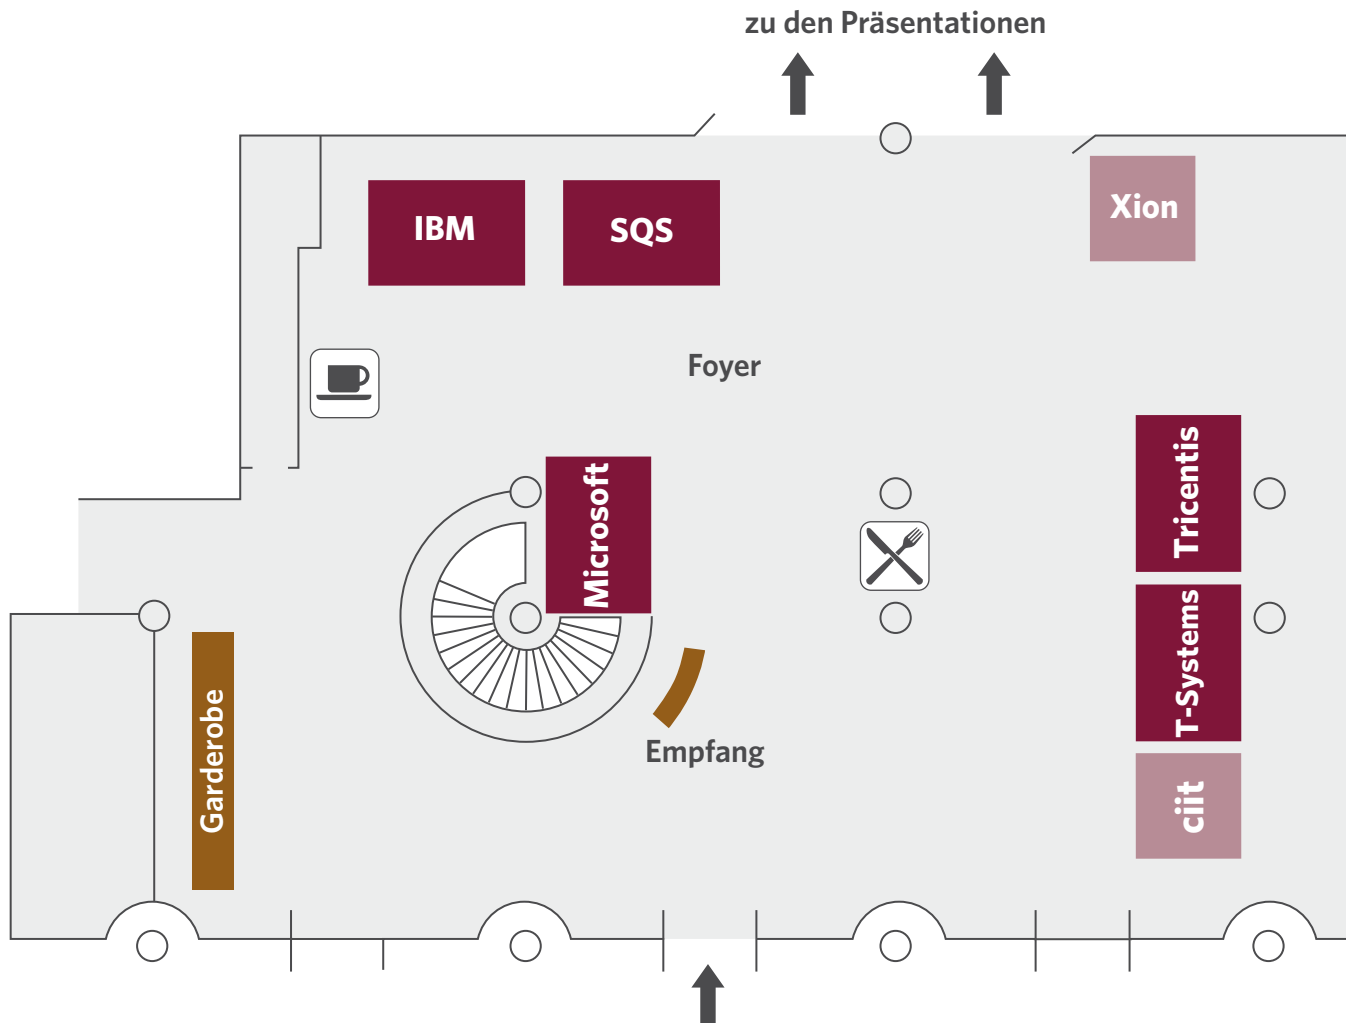 zu den Präsentationen
IBM
SQS
Xion
Foyer
Microsoft
Tricentis
T-Systems
Garderobe
Empfang
ciit